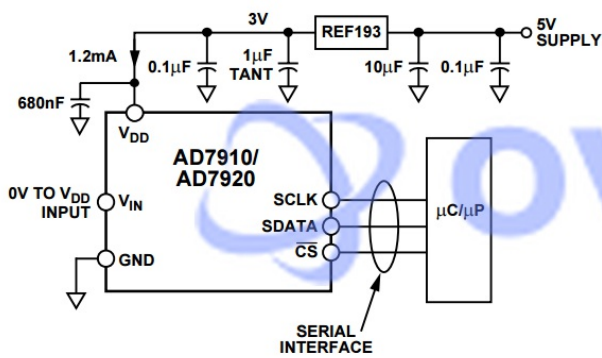 3V
REF193
5V
SUPPLY
1.2mA
0.1µF
1µF
TANT
10µF
0.1µF
680nF
VDD
AD7910/
AD7920
0V TO VDD
INPUT
VIN
SCLK
SDATA
CS
GND
µC/µP
SERIAL
INTERFACE
OV